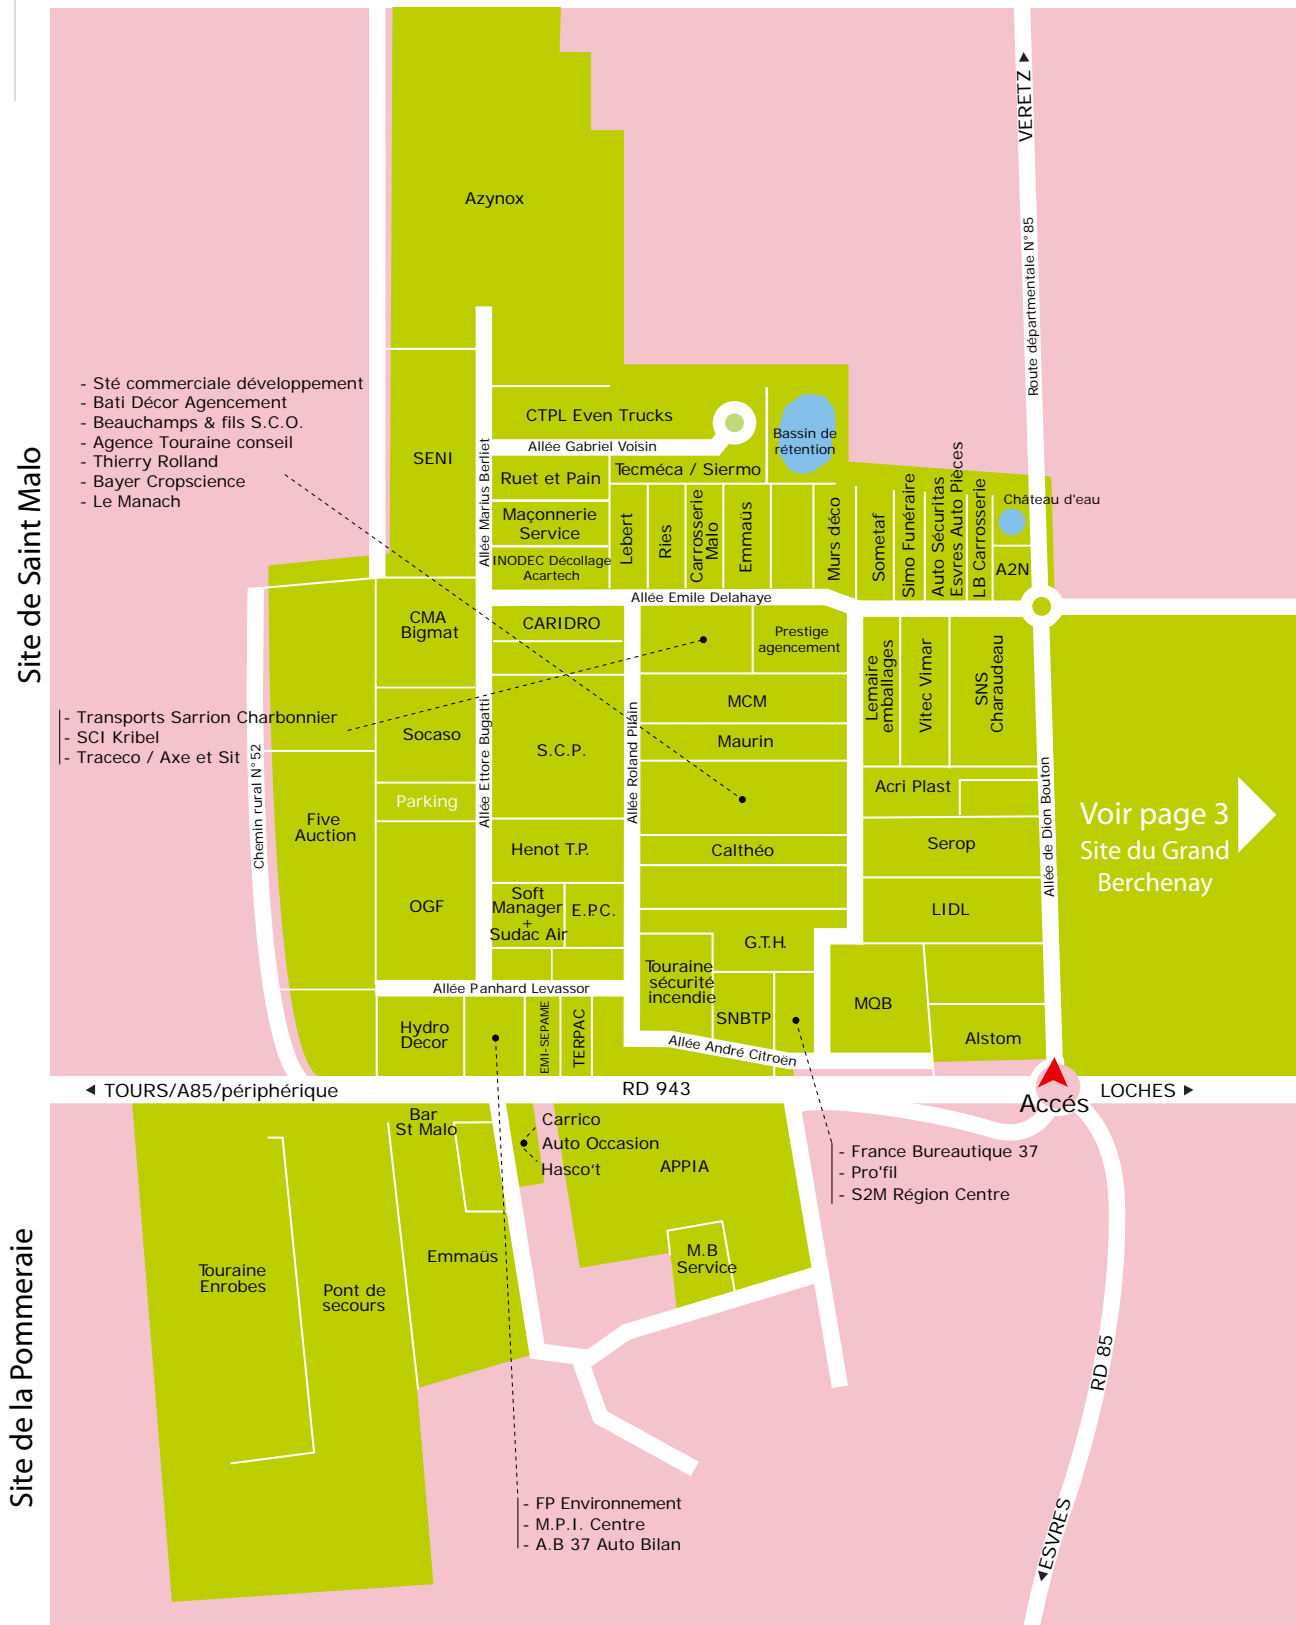 Site de Saint Malo
Site de la Pommeraie
VERETZ
Route départmentale N°85
Azynox
- Sté commerciale développement
- Bati Décor Agencement
- Beauchamps & fils S.C.O.
- Agence Touraine conseil
- Thierry Rolland
- Bayer Cropscience
- Le Manach
SENI
Allée Marius Berliet
CTPL Even Trucks
Allée Gabriel Voisin
Bassin de
rétention
Ruet et Pain
Tecméca / Siermo
Maçonnerie
Service
INODEC Décollage
Acartech
Lebert
Ries
Carrosserie
Malo
Emmaüs
Murs déco
Sometaf
Simo Funéraire
Auto Sécuritas
Esvres Auto Pièces
LB Carrosserie
Château d'eau
A2N
Allée Emile Delahaye
CMA
Bigmat
CARIDRO
Prestige
agencement
Lemaire
emballages
Vitec Vimar
SNS
Charaudeau
- Transports Sarrion Charbonnier
- SCI Kribel
- Traceco / Axe et Sit
Chemin rural N°52
Socaso
Allée Ettore Bugatti
S.C.P.
Allée Roland Pilain
MCM
Maurin
Parking
Five
Auction
Acri Plast
Allée de Dion Bouton
Voir page 3
Site du Grand
Berchenay
Henot T.P.
Calthéo
Serop
OGF
Soft
Manager
+
Sudac Air
E.P.C.
LIDL
G.T.H.
Touraine
sécurité
incendie
Allée Panhard Levassor
MQB
SNBTP
Hydro
Décor
EMI-SEPAME
TERPAC
Alstom
Allée André Citroën
TOURS/A85/périphérique
RD 943
LOCHES
Accés
Bar
St Malo
Carrico
Auto Occasion
Hasco't
APPIA
- France Bureautique 37
- Pro'fil
- S2M Région Centre
Emmaüs
M.B
Service
Touraine
Enrobes
Pont de
secours
RD 85
- FP Environnement
- M.P.I. Centre
- A.B 37 Auto Bilan
ESVRES